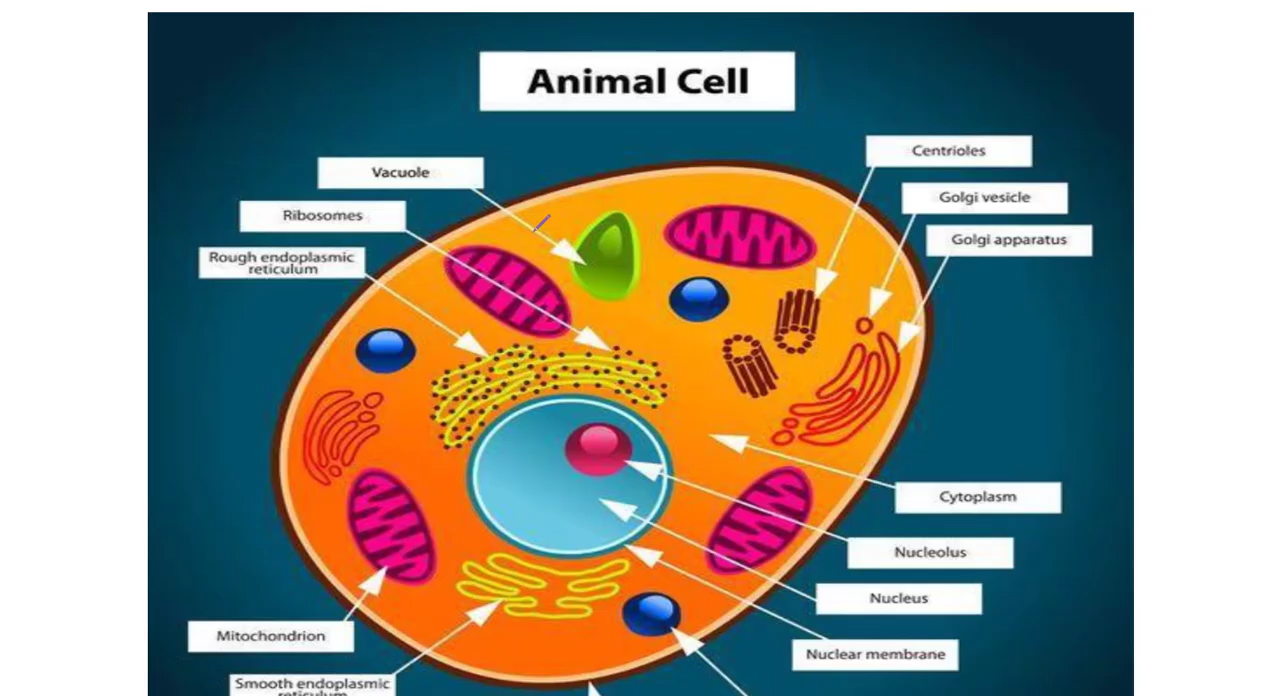 Animal Cell
Centrioles
Vacuole
Golgi vesicle
Ribosomes
Golgi apparatus
Rough endoplasmic
reticulum
Cytoplasm
Nucleolus
Nucleus
Mitochondrion
Nuclear membrane
Smooth endoplasmic
reticulum